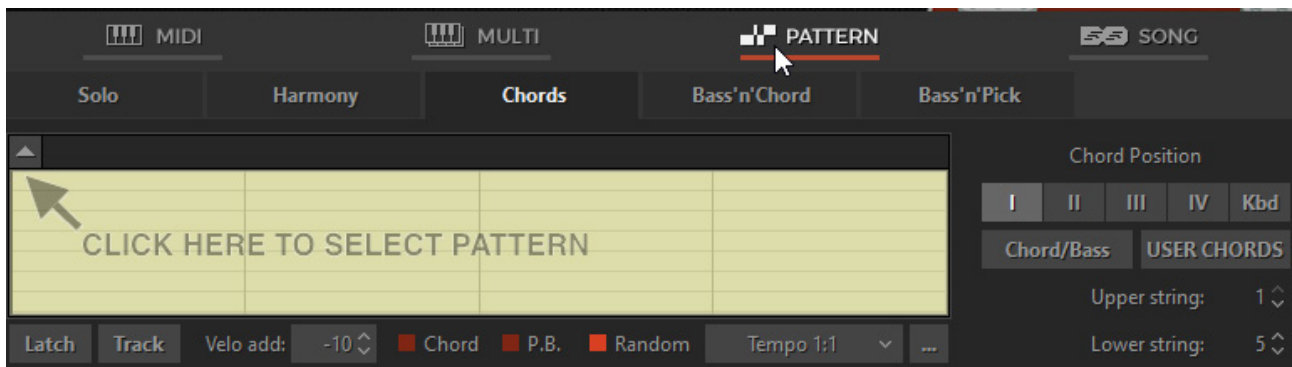 MIDI MULTI PATTERN SONG
Solo Harmony Chords Bass'n'Chord Bass'n'Pick
Chord Position
I II III IV Kbd
CLICK HERE TO SELECT PATTERN
Chord/Bass USER CHORDS
Upper string: 1
Latch Track Velo add: -10 Chord P.B. Random Tempo 1:1 ... Lower string: 5